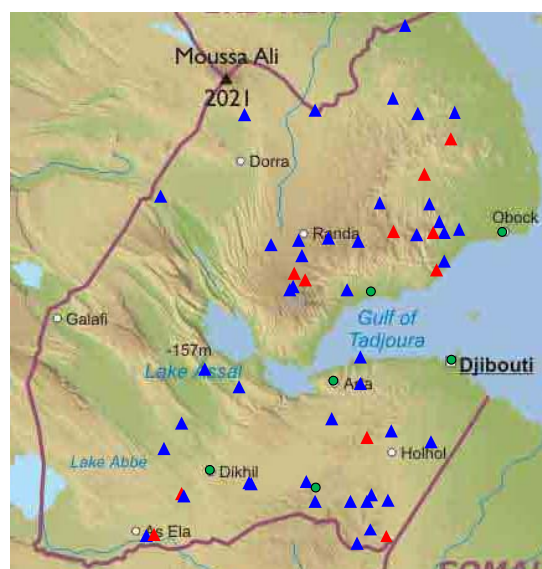 Moussa Ali
2021
Dorra
Obock
Randa
Galafi
Gulf of
Tadjoura
-157m
Lake Assal
Djibouti
Arta
Holhol
Lake Abbe
Dikhil
As Ela